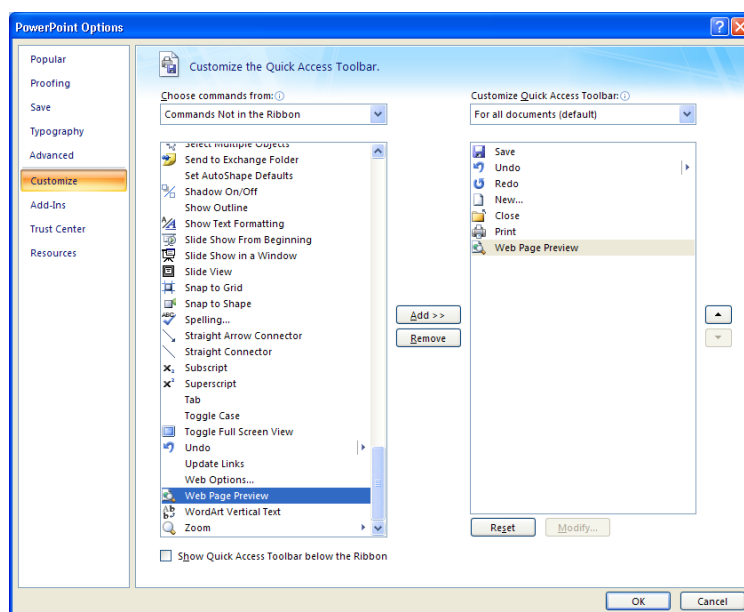 PowerPoint Options
Popular
Proofing
Save
Typography
Advanced
Customize
Add-Ins
Trust Center
Resources
Customize the Quick Access Toolbar.
Choose commands from:
Commands Not in the Ribbon
Select Multiple Objects
Send to Exchange Folder
Set AutoShape Defaults
Shadow On/Off
Show Outline
Show Text Formatting
Slide Show From Beginning
Slide Show in a Window
Slide View
Snap to Grid
Snap to Shape
Spelling...
Straight Arrow Connector
Straight Connector
Subscript
Superscript
Tab
Toggle Case
Toggle Full Screen View
Undo
Update Links
Web Options...
Web Page Preview
WordArt Vertical Text
Zoom
Show Quick Access Toolbar below the Ribbon
Add >>
Remove
Customize Quick Access Toolbar:
For all documents (default)
Save
Undo
Redo
New...
Close
Print
Web Page Preview
Reset
Modify...
OK
Cancel